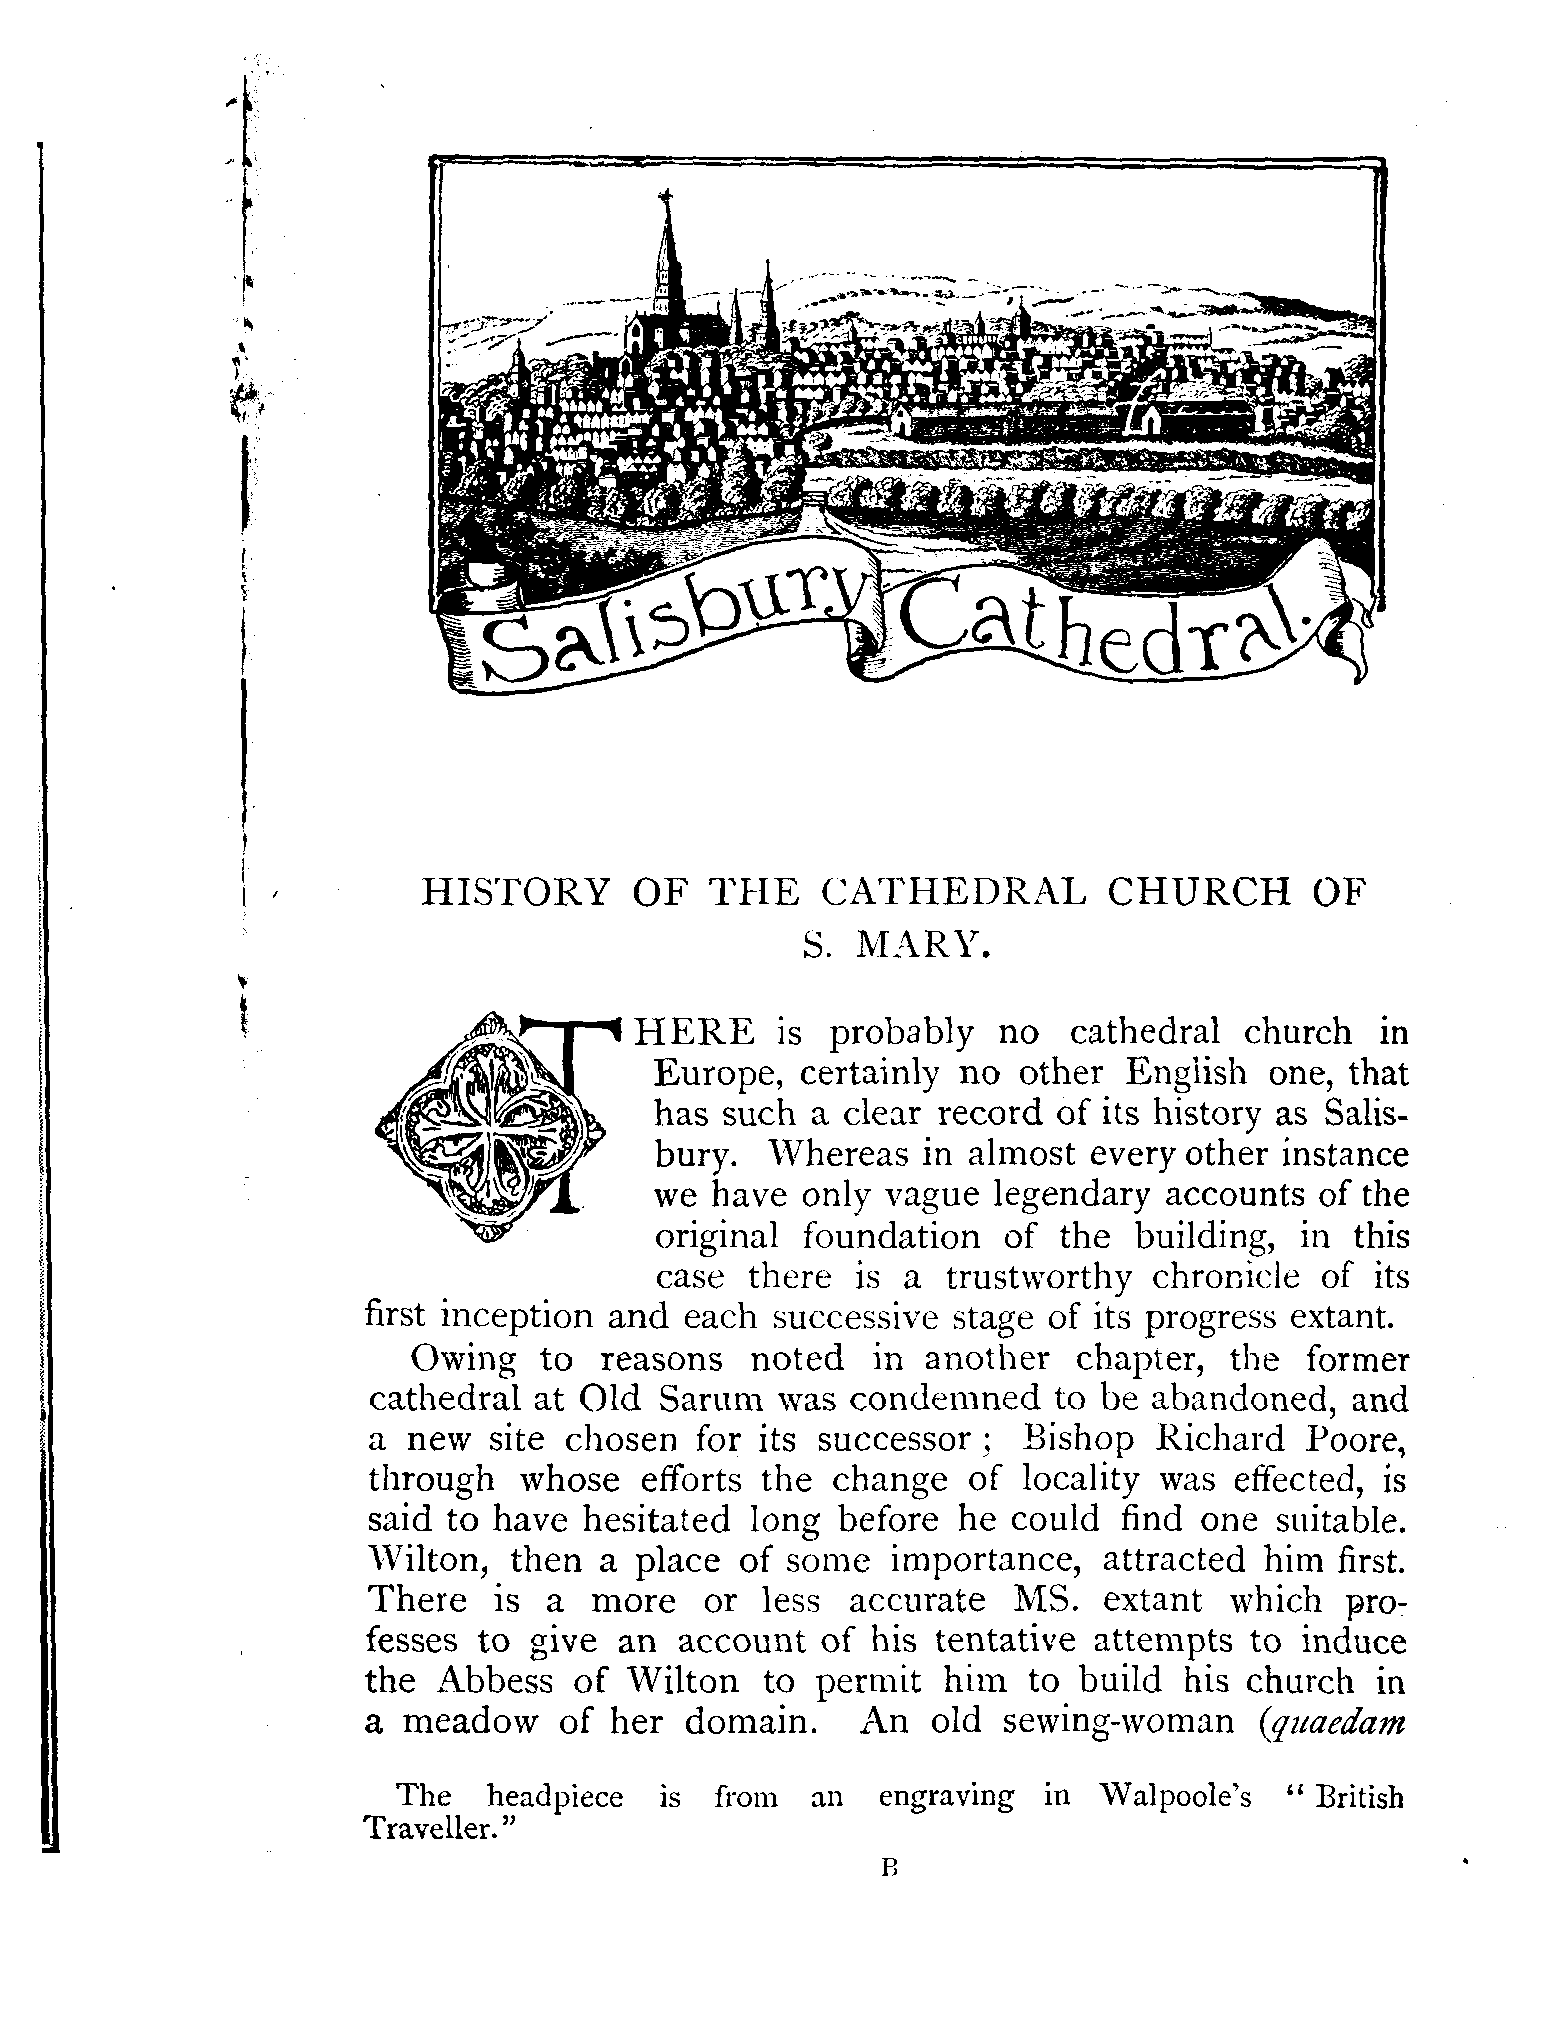 Salisbury Cathedral.
HISTORY OF THE CATHEDRAL CHURCH OF
S. MARY.
THERE is probably no cathedral church in
Europe, certainly no other English one, that
has such a clear record of its history as Salis-
bury. Whereas in almost every other instance
we have only vague legendary accounts of the
original foundation of the building, in this
case there is a trustworthy chronicle of its
first inception and each successive stage of its progress extant.
Owing to reasons noted in another chapter, the former
cathedral at Old Sarum was condemned to be abandoned, and
a new site chosen for its successor ; Bishop Richard Poore,
through whose efforts the change of locality was effected, is
said to have hesitated long before he could find one suitable.
Wilton, then a place of some importance, attracted him first.
There is a more or less accurate MS. extant which pro-
fesses to give an account of his tentative attempts to induce
the Abbess of Wilton to permit him to build his church in
a meadow of her domain. An old sewing-woman (quaedam
The headpiece is from an engraving in Walpoole's " British
Traveller."
B